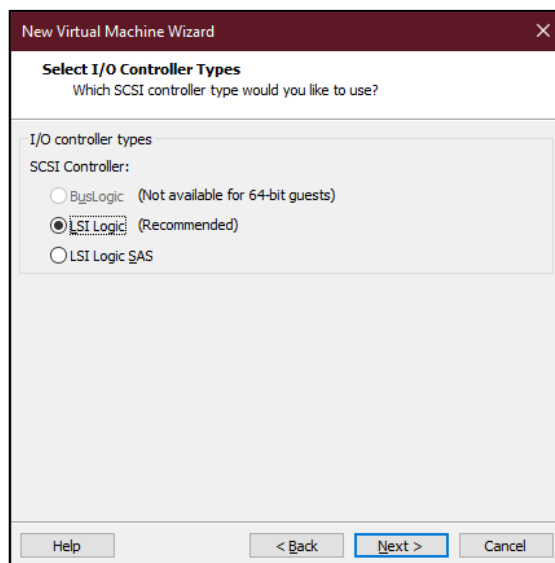 New Virtual Machine Wizard
Select I/O Controller Types
Which SCSI controller type would you like to use?
I/O controller types
SCSI Controller:
BusLogic (Not available for 64-bit guests)
LSI Logic (Recommended)
LSI Logic SAS
Help < Back Next > Cancel